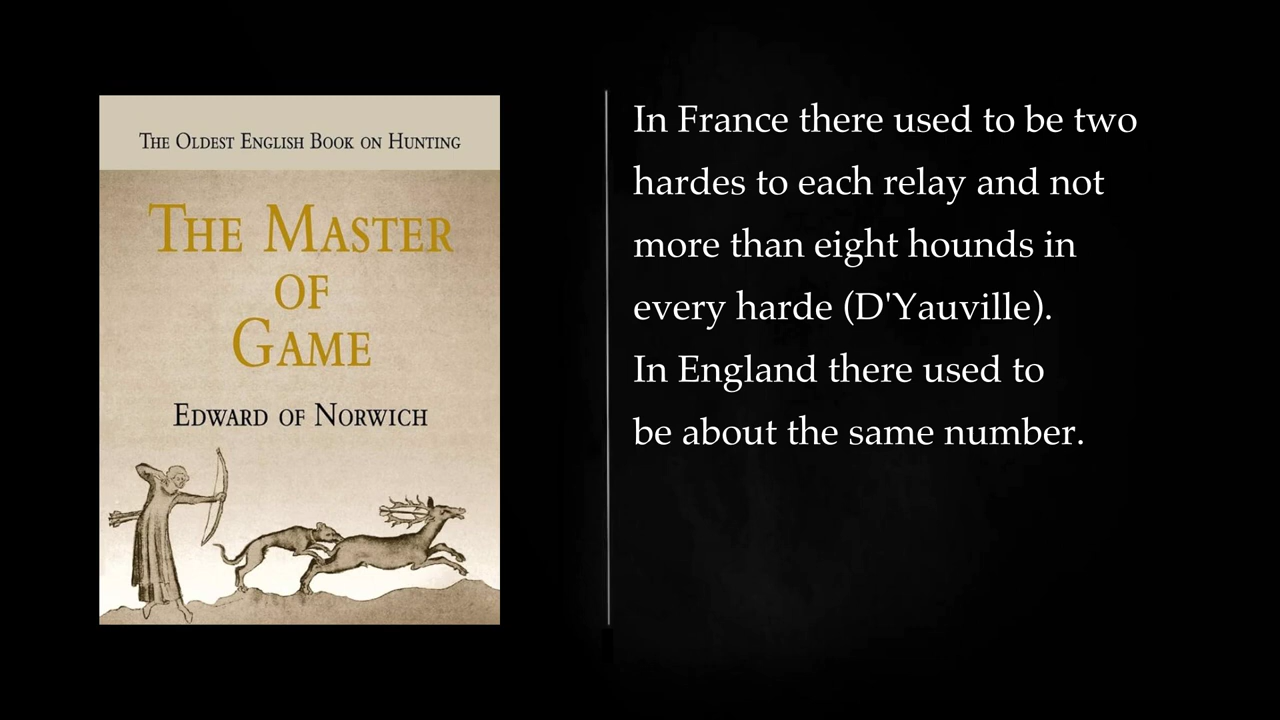 The Oldest English Book on Hunting
The Master
of
Game
Edward of Norwich
In France there used to be two
hardes to each relay and not
more than eight hounds in
every harde (D'Yauville).
In England there used to
be about the same number.